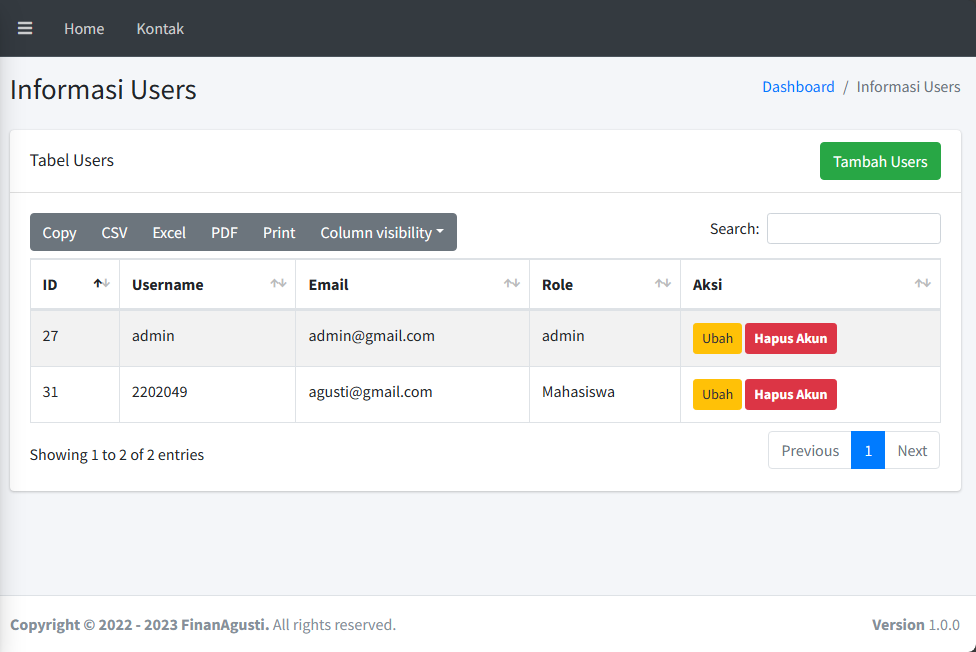 Home Kontak
Informasi Users
Dashboard / Informasi Users
Tabel Users
Tambah Users
Copy CSV Excel PDF Print Column visibility
Search:
ID Username Email Role Aksi
27 admin admin@gmail.com admin Ubah Hapus Akun
31 2202049 agusti@gmail.com Mahasiswa Ubah Hapus Akun
Showing 1 to 2 of 2 entries
Previous 1 Next
Copyright © 2022 - 2023 FinanAgusti. All rights reserved.
Version 1.0.0